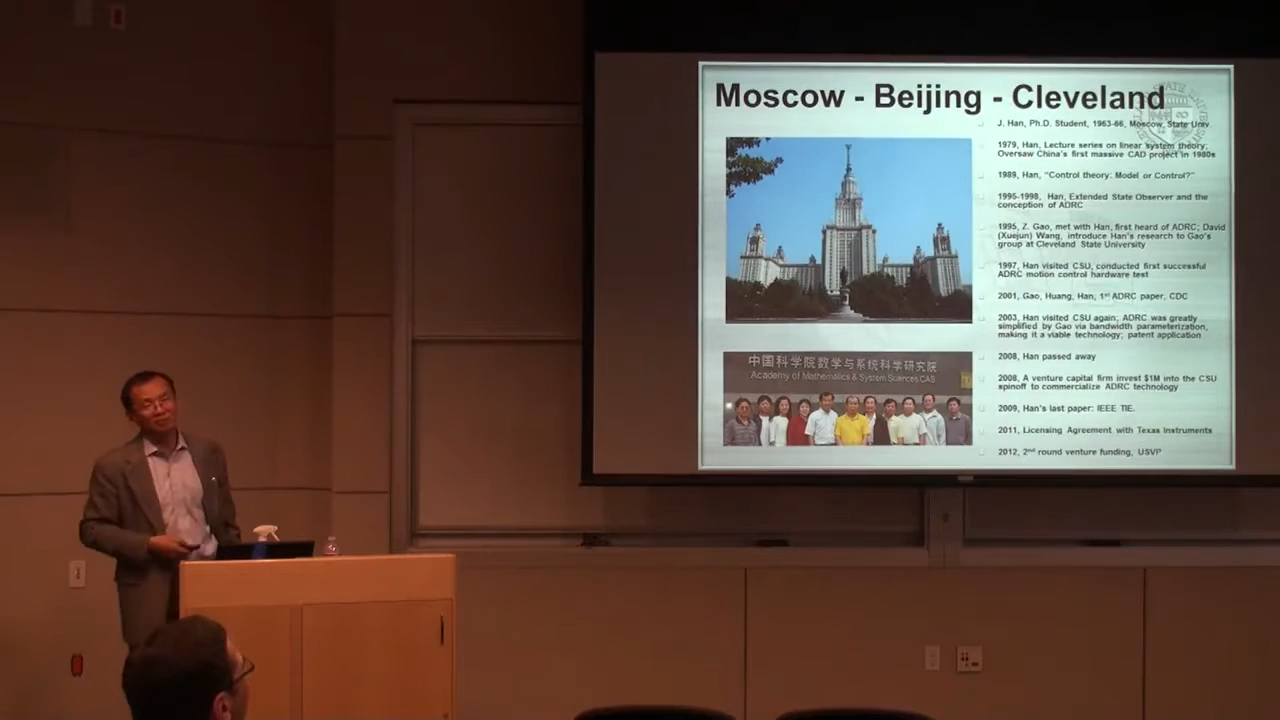 Moscow - Beijing - Cleveland
J. Han, Ph.D. Student, 1963-66, Moscow, State Univ.
1979, Han, Lecture series on linear system theory;
Oversaw China's first massive CAD project in 1980s
1989, Han, “Control theory: Model or Control?”
1995-1998, Han, Extended State Observer and the
conception of ADRC
1995, Z. Gao, met with Han, first heard of ADRC; David
(Xuejun) Wang, introduce Han's research to Gao's
group at Cleveland State University
1997, Han visited CSU, conducted first successful
ADRC motion control hardware test
2001, Gao, Huang, Han, 1st ADRC paper, CDC
2003, Han visited CSU again; ADRC was greatly
simplified by Gao via bandwidth parameterization,
making it a viable technology; patent application
2008, Han passed away
2008, A venture capital firm invest $1M into the CSU
spinoff to commercialize ADRC technology
2009, Han's last paper: IEEE TIE.
2011, Licensing Agreement with Texas Instruments
2012, 2nd round venture funding, USVP
中国科学院数学与系统科学研究院
Academy of Mathematics & System Sciences CAS